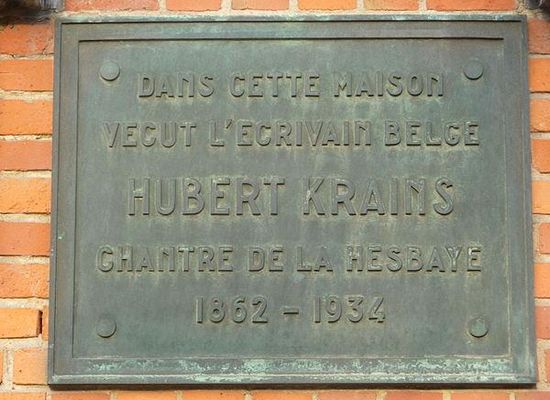 DANS CETTE MAISON
VECUT L'ECRIVAIN BELGE
HUBERT KRAINS
CHANTRE DE LA HESBAYE
1862 - 1934